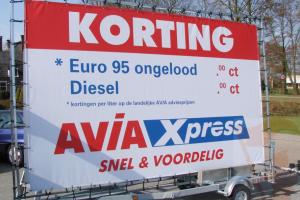 KORTING
* Euro 95 ongelood .00 ct
Diesel .00 ct
* kortingen per liter op de landelijke AVIA adviesprijzen
AVIA Xpress
SNEL & VOORDELIG